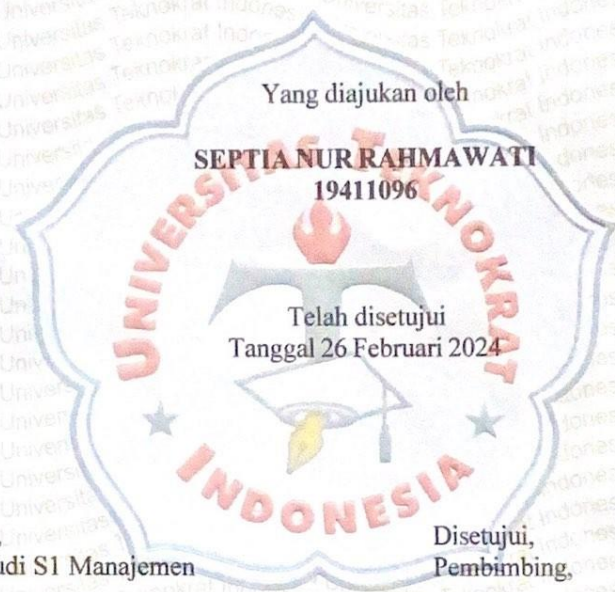 Yang diajukan oleh
SEPTIA NUR RAHMAWATI
19411096
Telah disetujui
Tanggal 26 Februari 2024
UNIVERSITAS TEKNOKRAT
INDONESIA
Disetujui,
udi S1 Manajemen
Pembimbing,